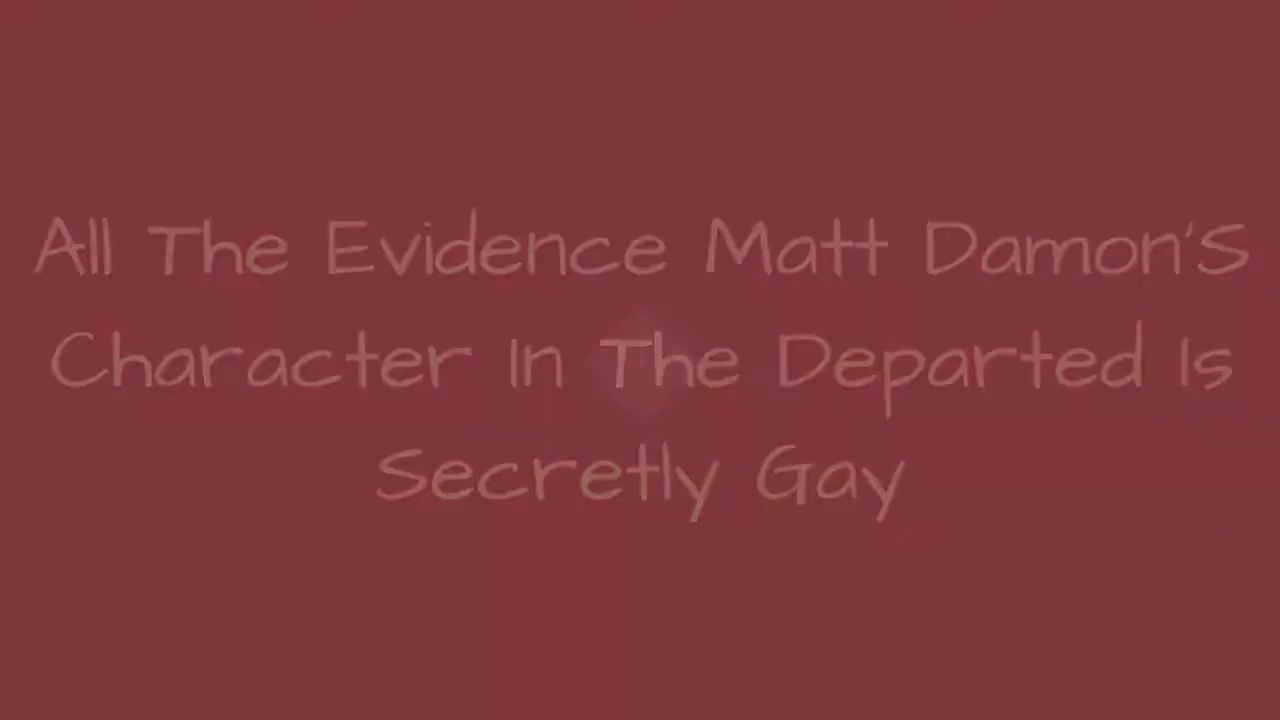 All The Evidence Matt Damon'S
Character In The Departed Is
Secretly Gay